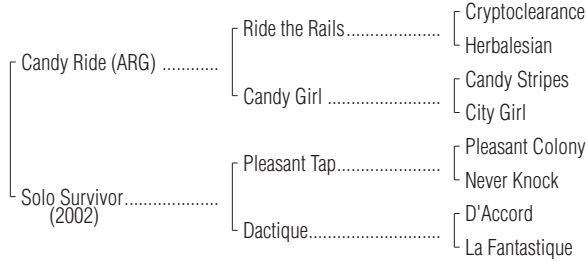 Cryptoclearance
Ride the Rails
Herbalesian
Candy Ride (ARG)
Candy Stripes
Candy Girl
City Girl
Pleasant Colony
Pleasant Tap
Never Knock
Solo Survivor
(2002)
D'Accord
Dactique
La Fantastique